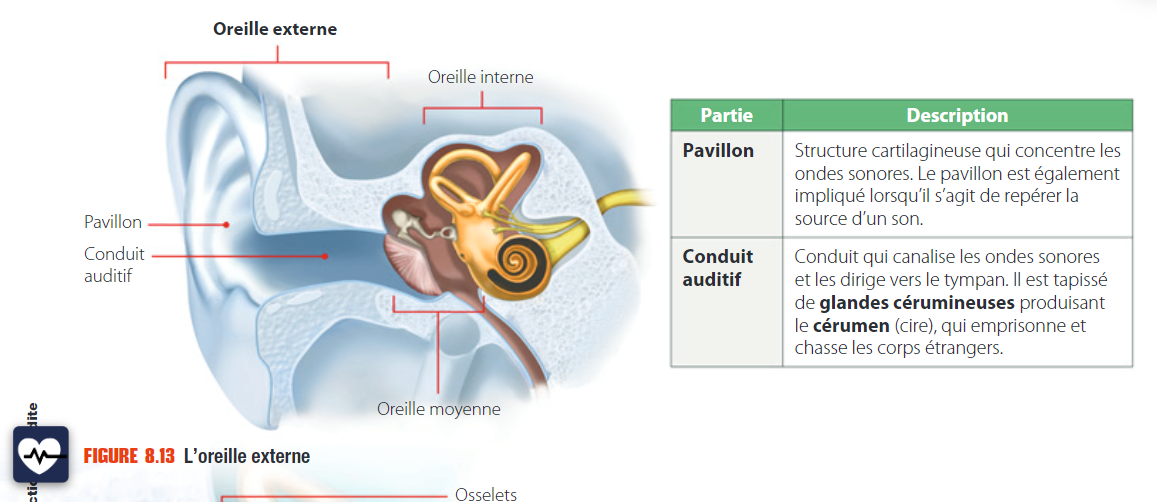 Oreille externe
Oreille interne
Pavillon
Conduit
auditif
Oreille moyenne
Partie
Description
Pavillon
Structure cartilagineuse qui concentre les
ondes sonores. Le pavillon est également
impliqué lorsqu'il s'agit de repérer la
source d'un son.
Conduit
auditif
Conduit qui canalise les ondes sonores
et les dirige vers le tympan. Il est tapissé
de glandes cérumineuses produisant
le cérumen (cire), qui emprisonne et
chasse les corps étrangers.
FIGURE 8.13 L'oreille externe
Osselets